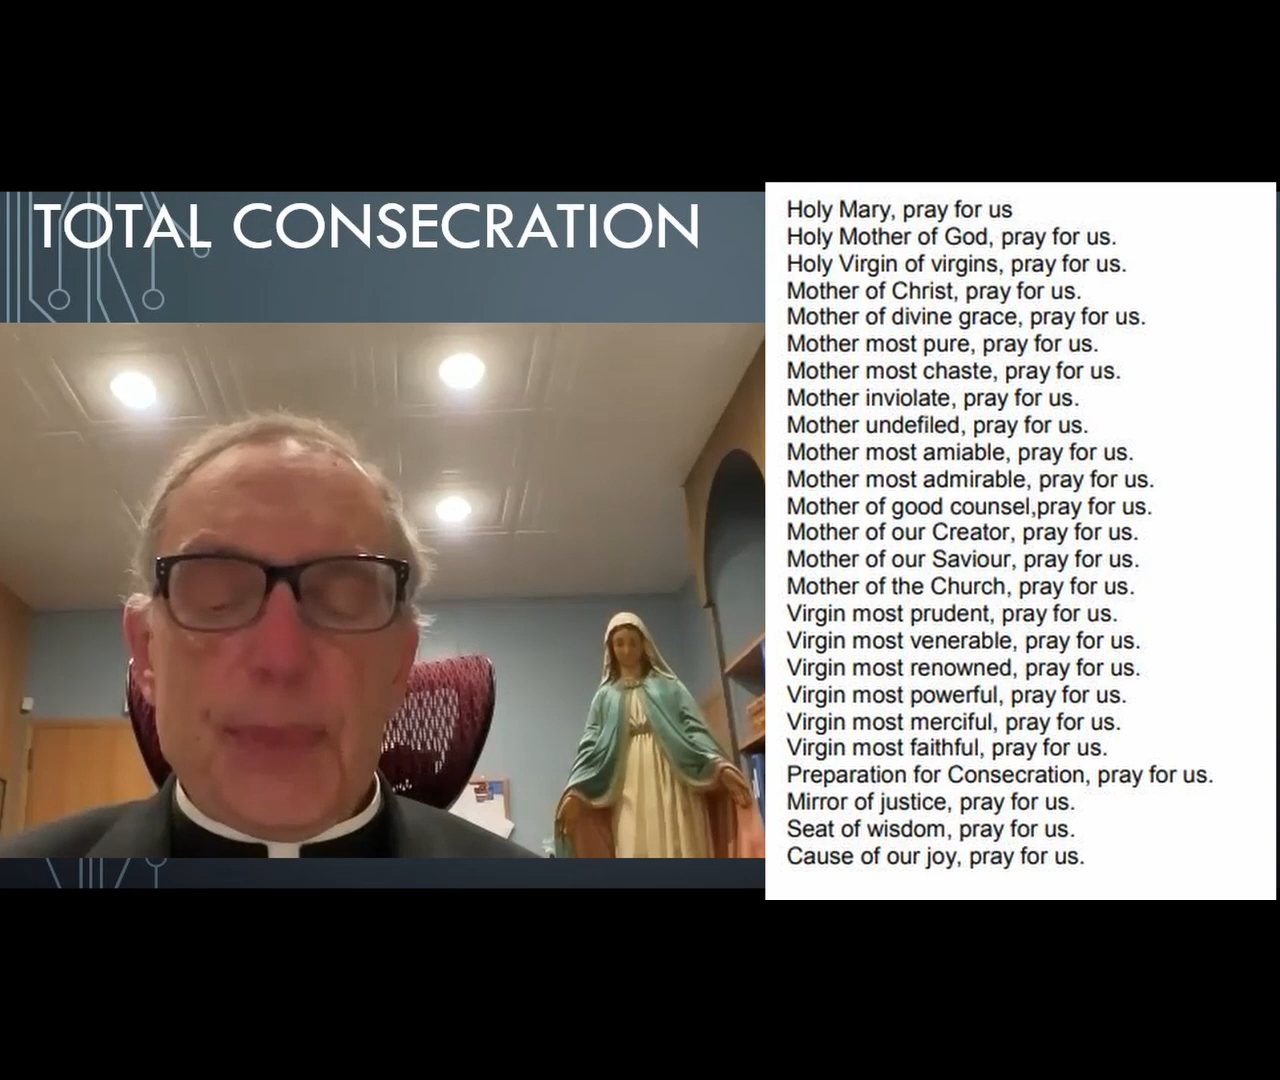 TOTAL CONSECRATION
Holy Mary, pray for us
Holy Mother of God, pray for us.
Holy Virgin of virgins, pray for us.
Mother of Christ, pray for us.
Mother of divine grace, pray for us.
Mother most pure, pray for us.
Mother most chaste, pray for us.
Mother inviolate, pray for us.
Mother undefiled, pray for us.
Mother most amiable, pray for us.
Mother most admirable, pray for us.
Mother of good counsel,pray for us.
Mother of our Creator, pray for us.
Mother of our Saviour, pray for us.
Mother of the Church, pray for us.
Virgin most prudent, pray for us.
Virgin most venerable, pray for us.
Virgin most renowned, pray for us.
Virgin most powerful, pray for us.
Virgin most merciful, pray for us.
Virgin most faithful, pray for us.
Preparation for Consecration, pray for us.
Mirror of justice, pray for us.
Seat of wisdom, pray for us.
Cause of our joy, pray for us.